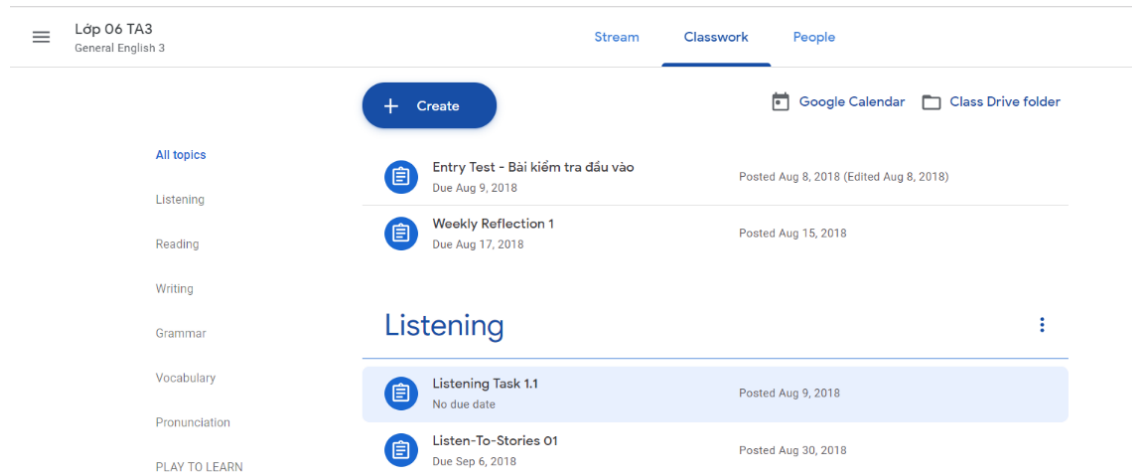 Lớp 06 TA3
General English 3
Stream
Classwork
People
+ Create
Google Calendar
Class Drive folder
All topics
Listening
Reading
Writing
Grammar
Vocabulary
Pronunciation
PLAY TO LEARN
Entry Test - Bài kiểm tra đầu vào
Due Aug 9, 2018
Posted Aug 8, 2018 (Edited Aug 8, 2018)
Weekly Reflection 1
Due Aug 17, 2018
Posted Aug 15, 2018
Listening
Listening Task 1.1
No due date
Posted Aug 9, 2018
Listen-To-Stories 01
Due Sep 6, 2018
Posted Aug 30, 2018